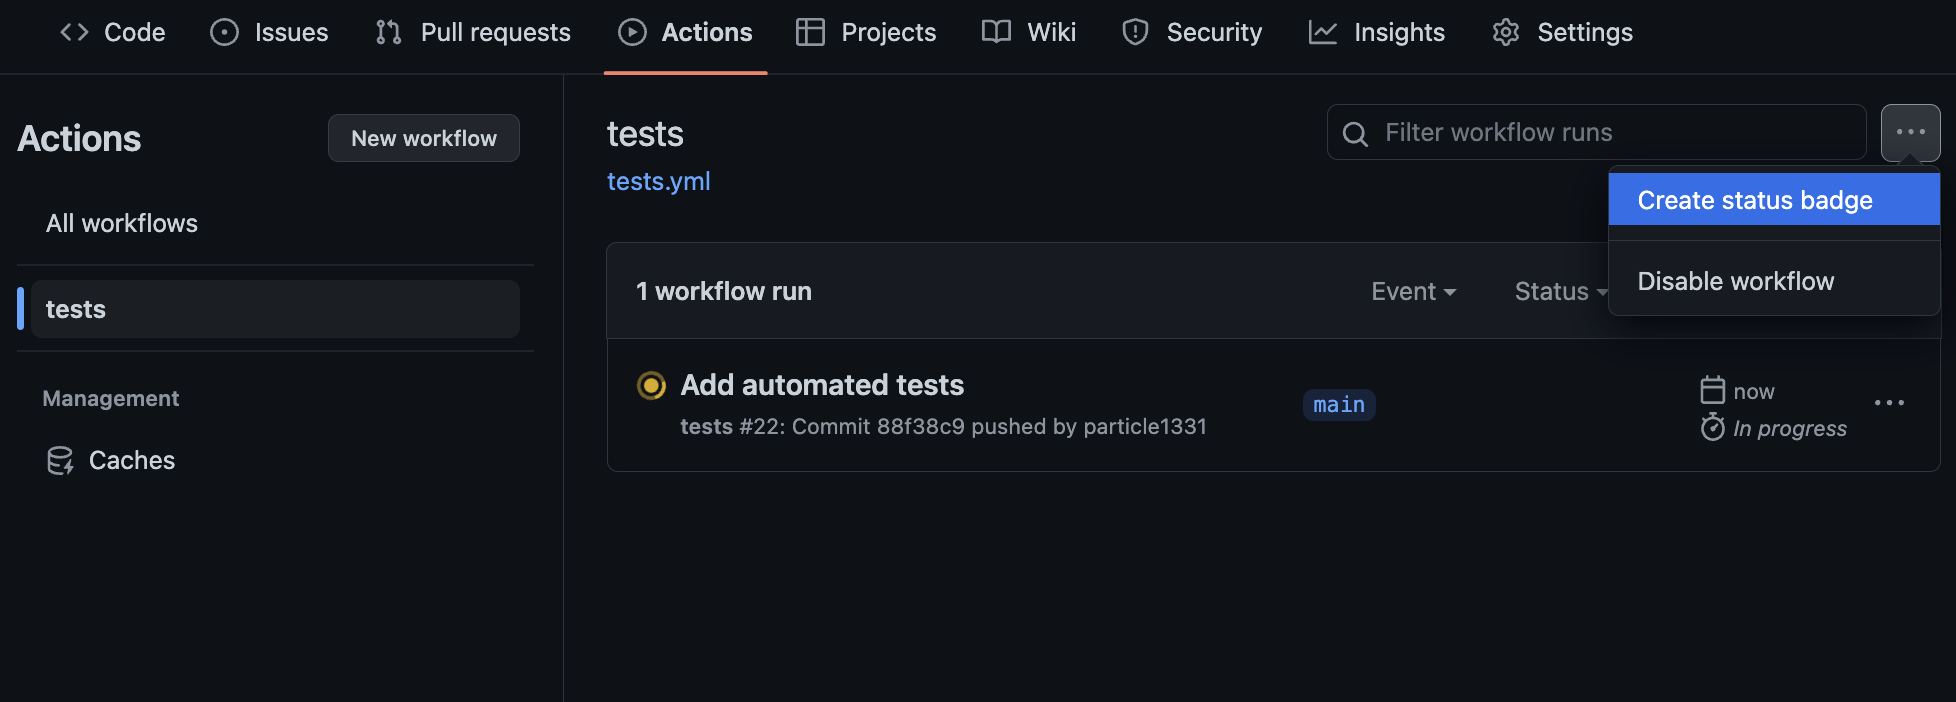 Code Issues Pull requests Actions Projects Wiki Security Insights Settings
Actions
New workflow
All workflows
tests
Management
Caches
tests
tests.yml
Filter workflow runs
Create status badge
Disable workflow
1 workflow run
Event
Status
Add automated tests
tests #22: Commit 88f38c9 pushed by particle1331
main
now
In progress